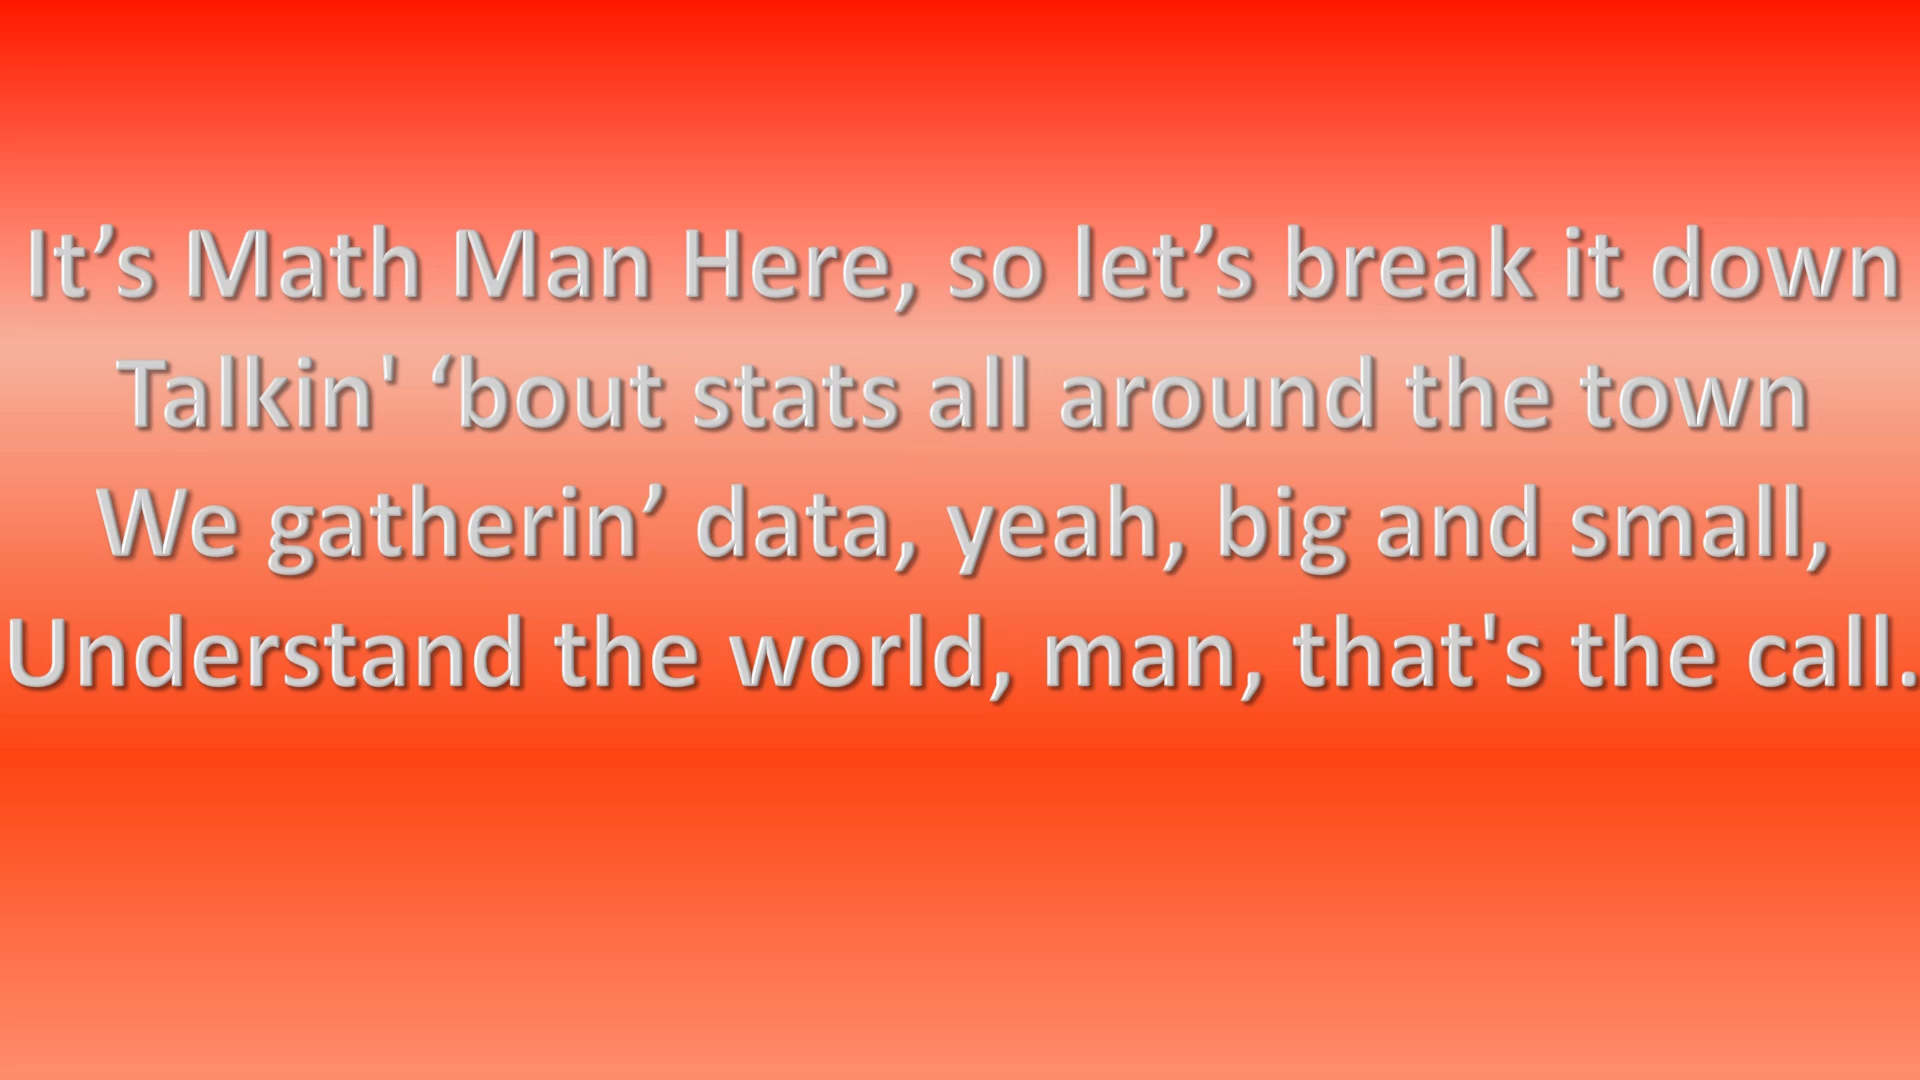 It’s Math Man Here, so let’s break it down
Talkin' ‘bout stats all around the town
We gatherin’ data, yeah, big and small,
Understand the world, man, that's the call.